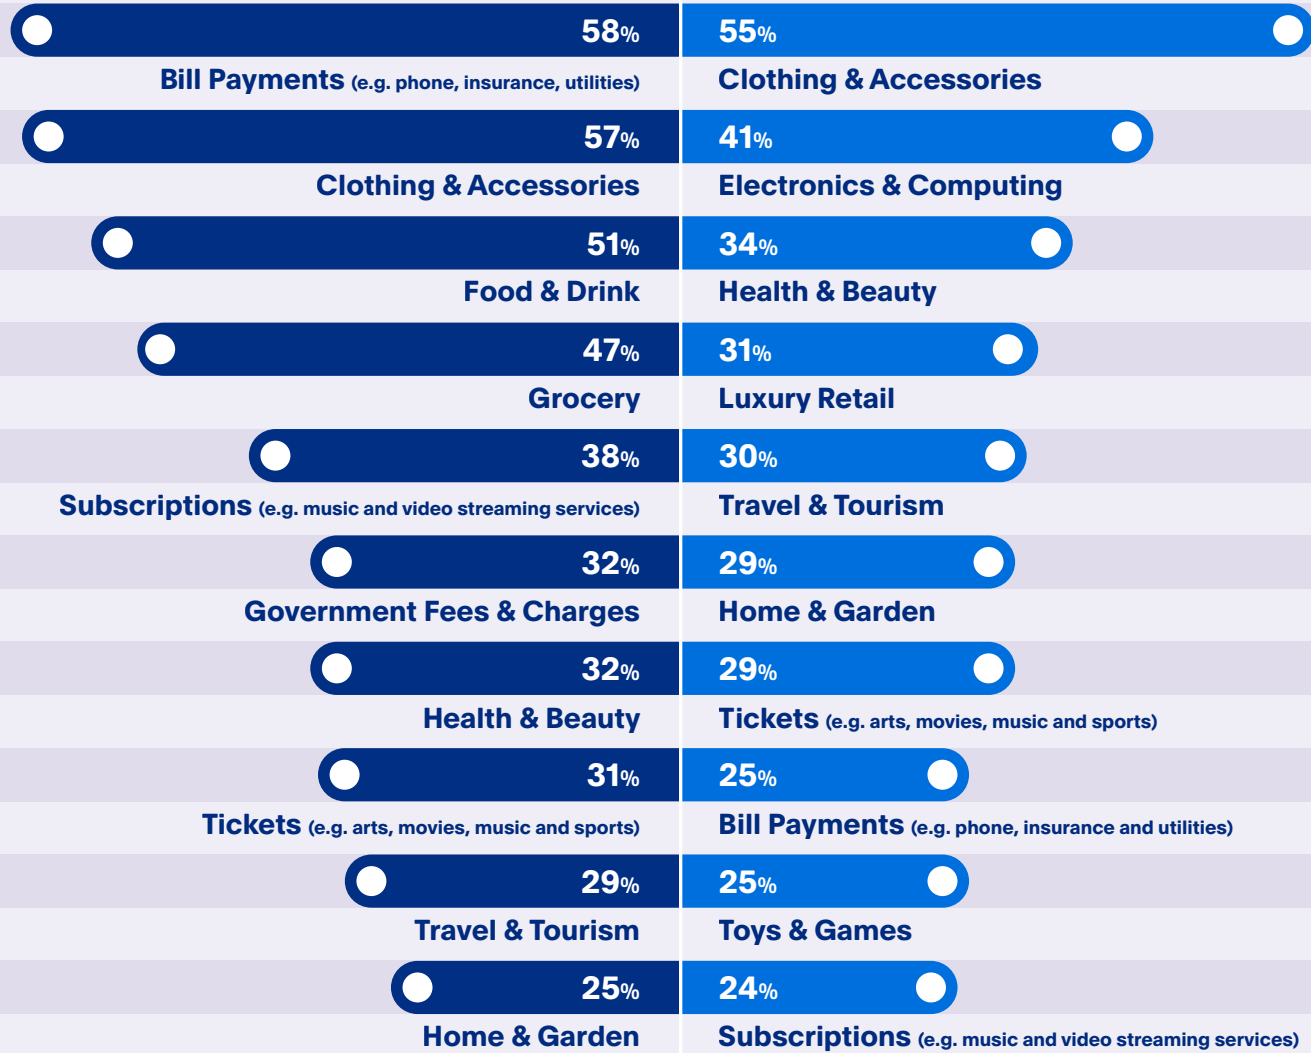 58%
Bill Payments (e.g. phone, insurance, utilities)
57%
Clothing & Accessories
51%
Food & Drink
47%
Grocery
38%
Subscriptions (e.g. music and video streaming services)
32%
Government Fees & Charges
32%
Health & Beauty
31%
Tickets (e.g. arts, movies, music and sports)
29%
Travel & Tourism
25%
Home & Garden
55%
Clothing & Accessories
41%
Electronics & Computing
34%
Health & Beauty
31%
Luxury Retail
30%
Travel & Tourism
29%
Home & Garden
29%
Tickets (e.g. arts, movies, music and sports)
25%
Bill Payments (e.g. phone, insurance and utilities)
25%
Toys & Games
24%
Subscriptions (e.g. music and video streaming services)